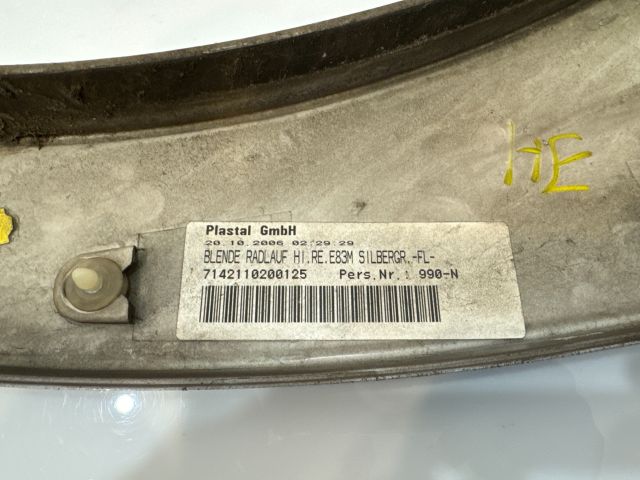 HE
Plastal GmbH
20.10.2006 02:29:29
BLENDE RADLAUF HI.RE.E83M SILBERGR.-FL-
7142110200125 Pers.Nr.: 990-N